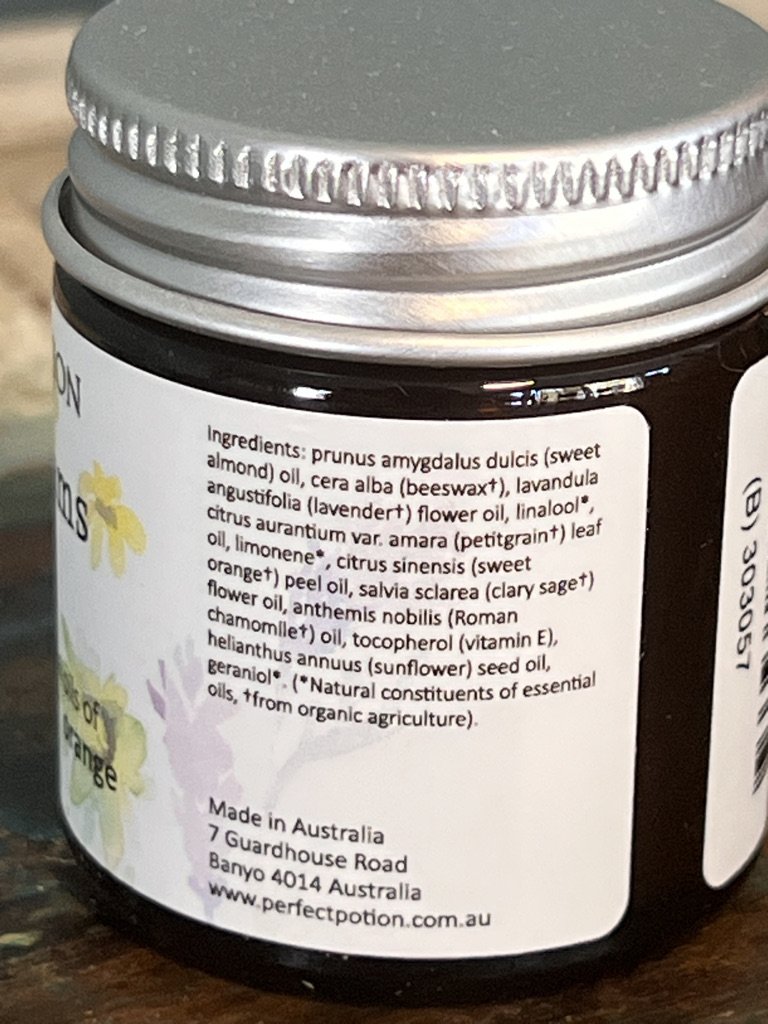 ON
ms
oils of
orange
Ingredients: prunus amygdalus dulcis (sweet
almond) oil, cera alba (beeswax†), lavandula
angustifolia (lavender†) flower oil, linalool*,
citrus aurantium var. amara (petitgrain†) leaf
oil, limonene*, citrus sinensis (sweet
orange†) peel oil, salvia sclarea (clary sage†)
flower oil, anthemis nobilis (Roman
chamomile†) oil, tocopherol (vitamin E),
helianthus annuus (sunflower) seed oil,
geraniol*. (*Natural constituents of essential
oils, †from organic agriculture).
Made in Australia
7 Guardhouse Road
Banyo 4014 Australia
www.perfectpotion.com.au
(B) 303057